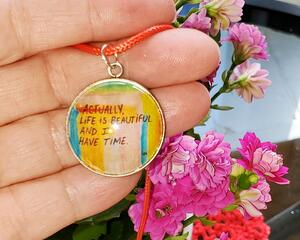 ACTUALLY,
LIFE IS BEAUTIFUL
AND I
HAVE TIME.